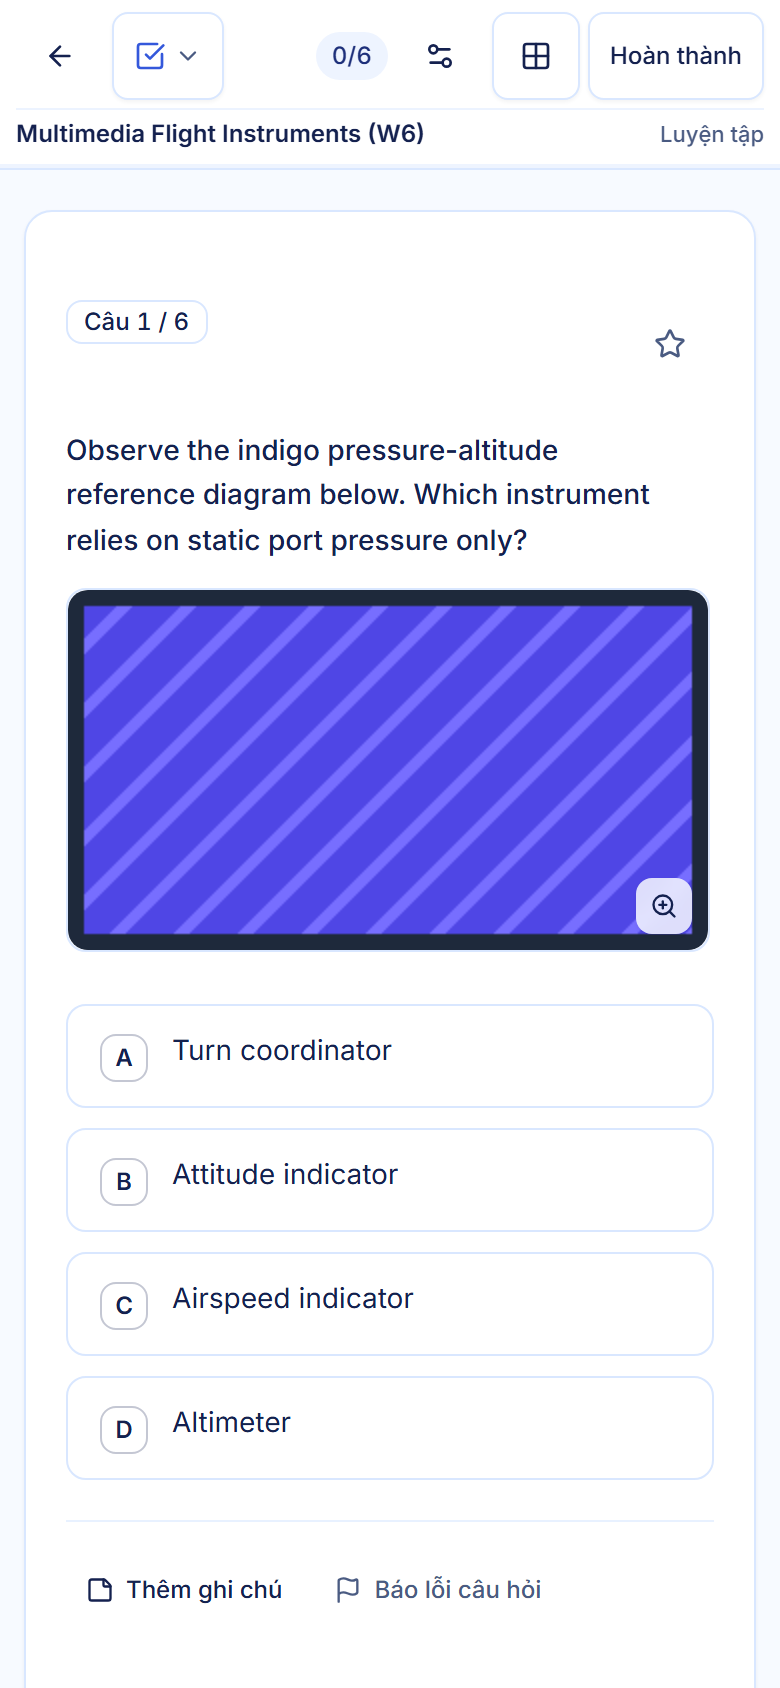 0/6
Hoàn thành
Multimedia Flight Instruments (W6)
Luyện tập
Câu 1 / 6
Observe the indigo pressure-altitude
reference diagram below. Which instrument
relies on static port pressure only?
A Turn coordinator
B Attitude indicator
C Airspeed indicator
D Altimeter
Thêm ghi chú
Báo lỗi câu hỏi